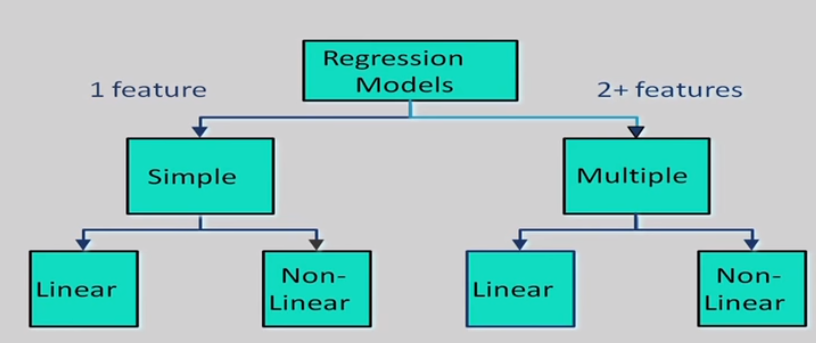 Regression
Models
1 feature
2+ features
Simple
Multiple
Linear
Non-
Linear
Linear
Non-
Linear